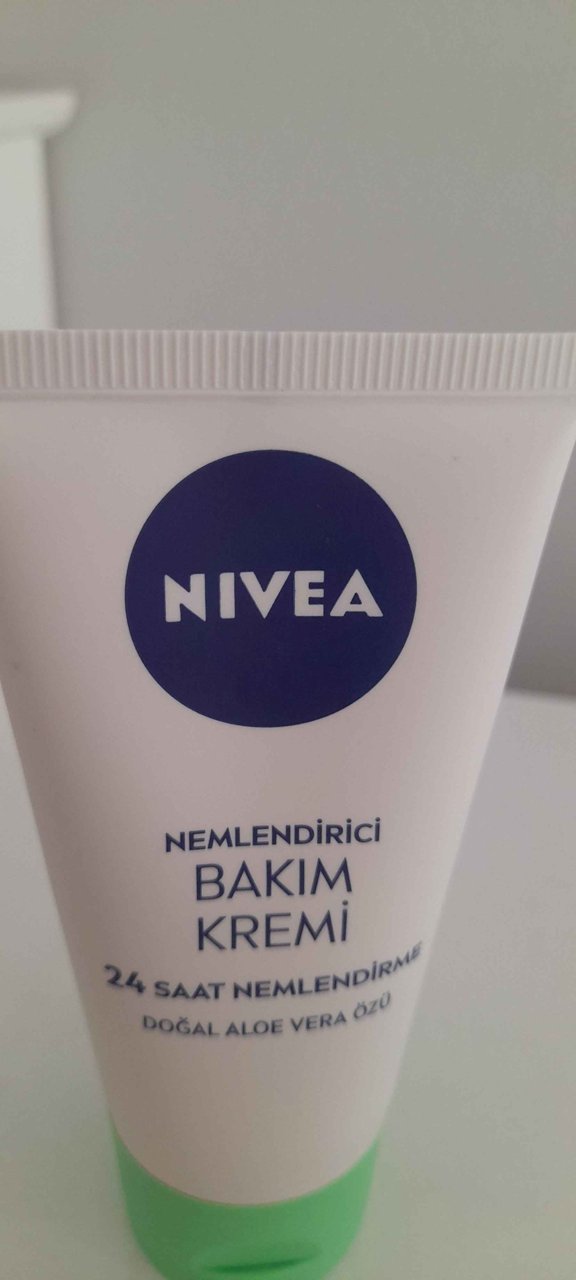 NIVEA
NEMLENDİRİCİ
BAKIM
KREMİ
24 SAAT NEMLENDİRME
DOĞAL ALOE VERA ÖZÜ